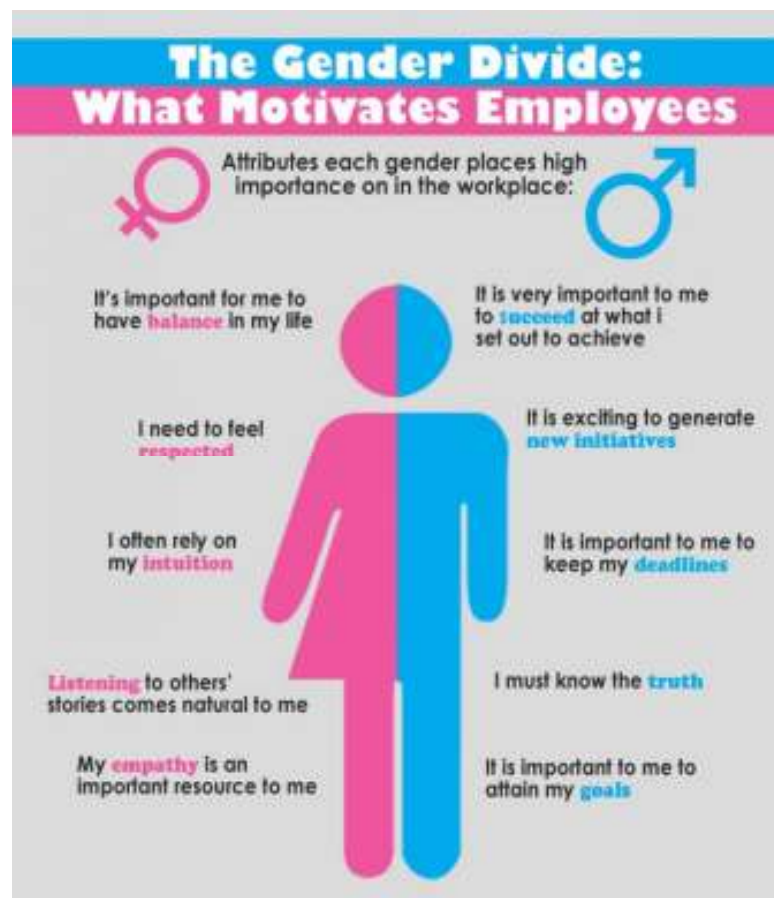 The Gender Divide:
What Motivates Employees
Attributes each gender places high
importance on in the workplace:
It's important for me to
have balance in my life
I need to feel
respected
I often rely on
my intuition
Listening to others'
stories comes natural to me
My empathy is an
important resource to me
It is very important to me
to succeed at what i
set out to achieve
It is exciting to generate
new initiatives
It is important to me to
keep my deadlines
I must know the truth
It is important to me to
attain my goals